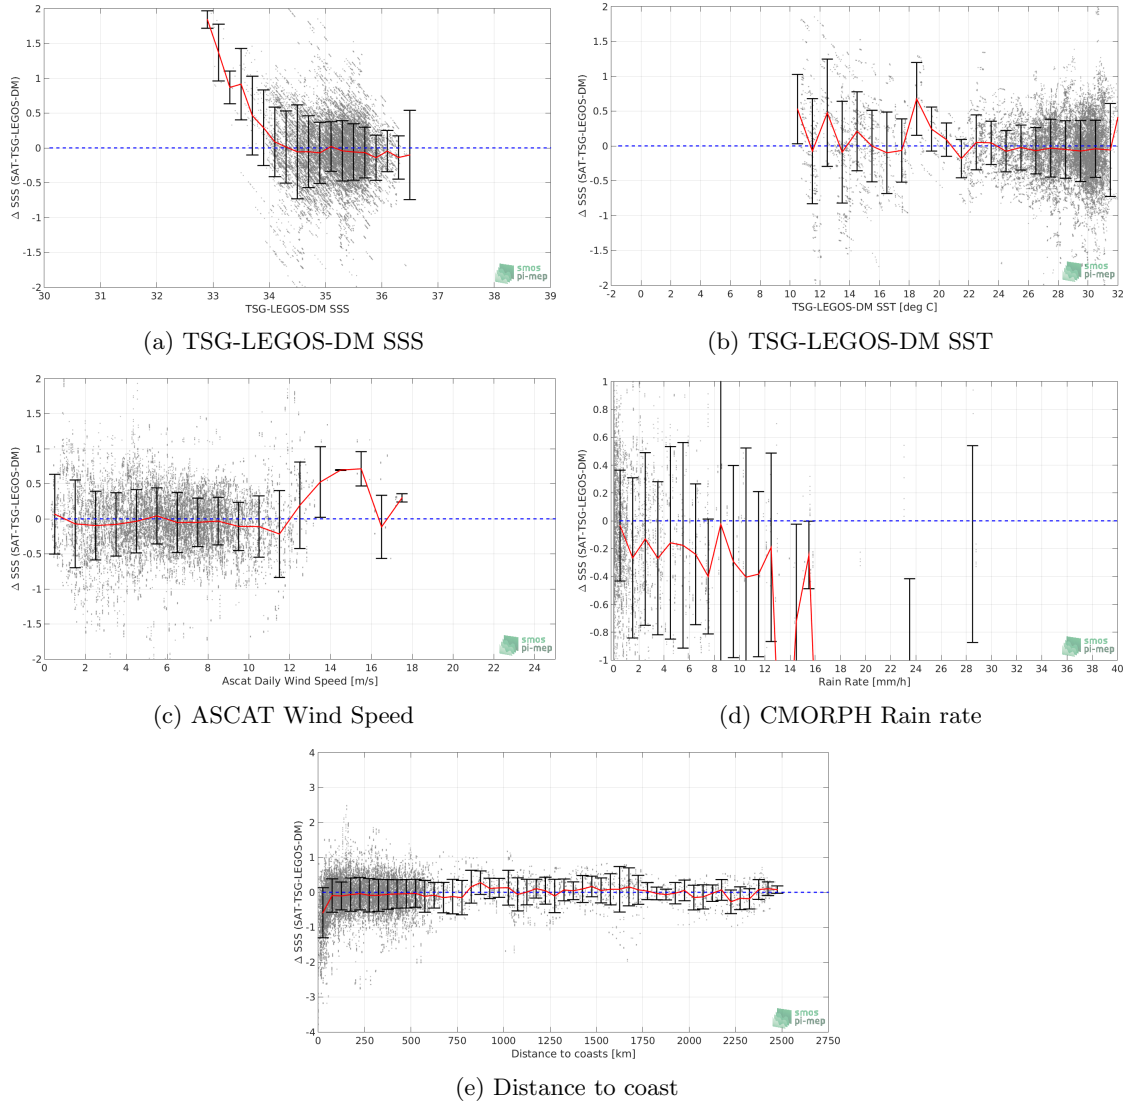 2
1.5
1
0.5
0
-0.5
-1
1.5
-2
Δ SSS (SAT-TSG-LEGOS-DM)
30 31 32 33 34 35 36 37 38 39
TSG-LEGOS-DM SSS
smos
pi-mep
(a) TSG-LEGOS-DM SSS
2
1.5
1
0.5
0
-0.5
-1
-1.5
-2
Δ SSS (SAT-TSG-LEGOS-DM)
-2 0 2 4 6 8 10 12 14 16 18 20 22 24 26 28 30 32
TSG-LEGOS-DM SST [deg C]
smos
pi-mep
(b) TSG-LEGOS-DM SST
2
1.5
1
0.5
0
-0.5
-1
-1.5
-2
Δ SSS (SAT-TSG-LEGOS-DM)
0 2 4 6 8 10 12 14 16 18 20 22 24
Ascat Daily Wind Speed [m/s]
smos
pi-mep
(c) ASCAT Wind Speed
1
0.8
0.6
0.4
0.2
0
-0.2
-0.4
-0.6
-0.8
-1
Δ SSS (SAT-TSG-LEGOS-DM)
0 2 4 6 8 10 12 14 16 18 20 22 24 26 28 30 32 34 36 38 40
Rain Rate [mm/h]
smos
pi-mep
(d) CMORPH Rain rate
4
3
2
1
0
-1
-2
-3
-4
Δ SSS (SAT-TSG-LEGOS-DM)
0 250 500 750 1000 1250 1500 1750 2000 2250 2500 2750
Distance to coasts [km]
smos
pi-mep
(e) Distance to coast